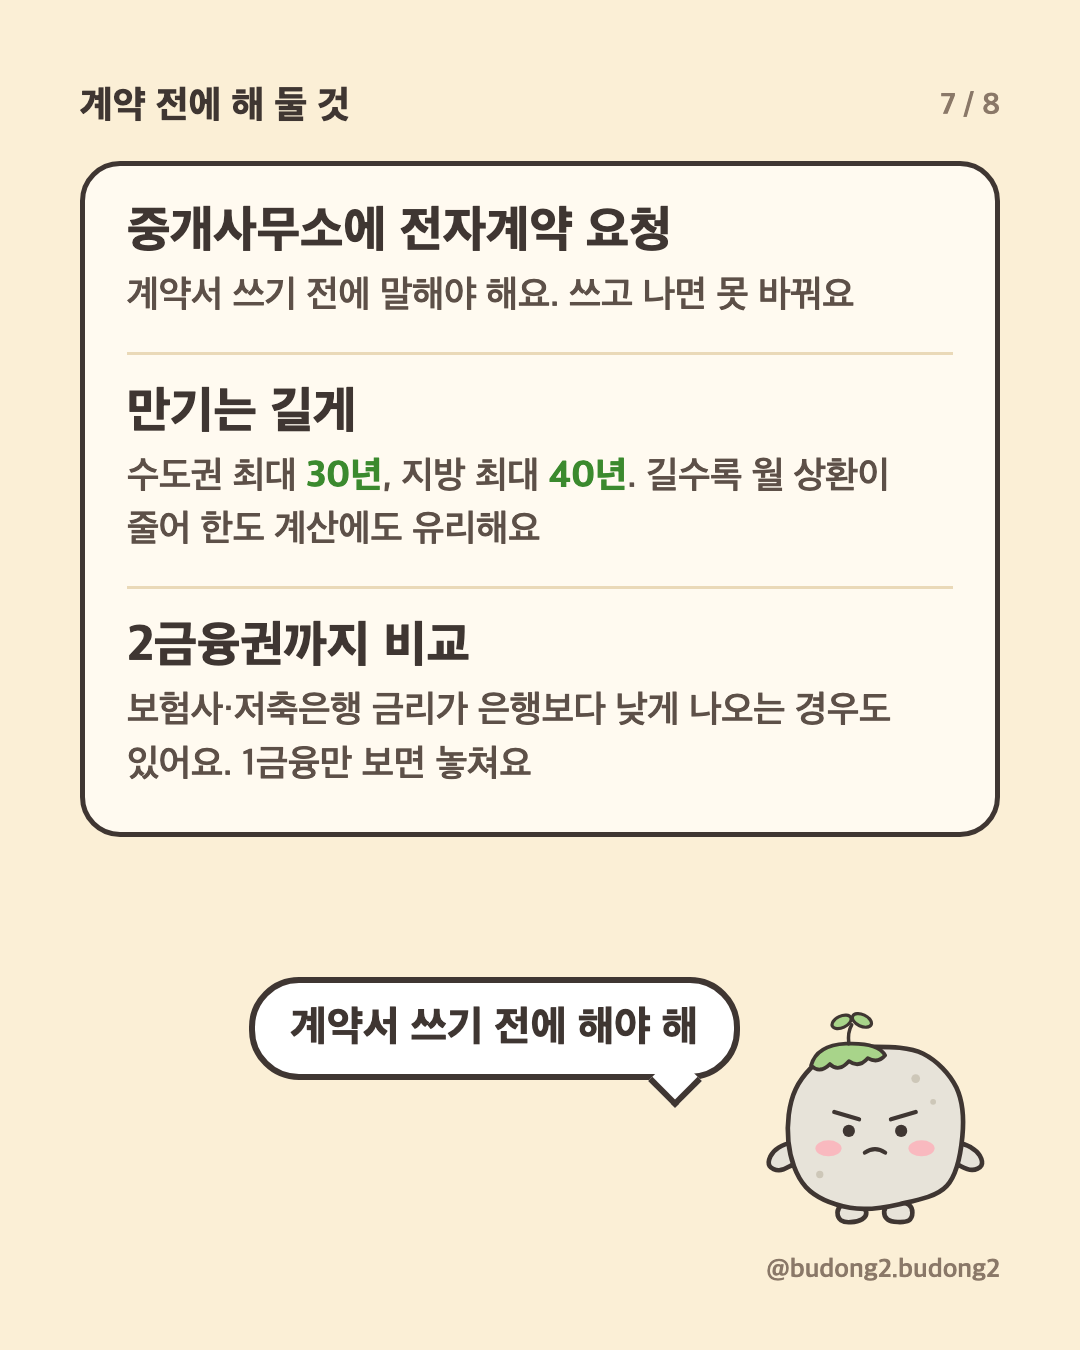 계약 전에 해 둘 것
7 / 8
중개사무소에 전자계약 요청
계약서 쓰기 전에 말해야 해요. 쓰고 나면 못 바꿔요
만기는 길게
수도권 최대 30년, 지방 최대 40년. 길수록 월 상환이
줄어 한도 계산에도 유리해요
2금융권까지 비교
보험사·저축은행 금리가 은행보다 낮게 나오는 경우도
있어요. 1금융만 보면 놓쳐요
계약서 쓰기 전에 해야 해
@budong2.budong2